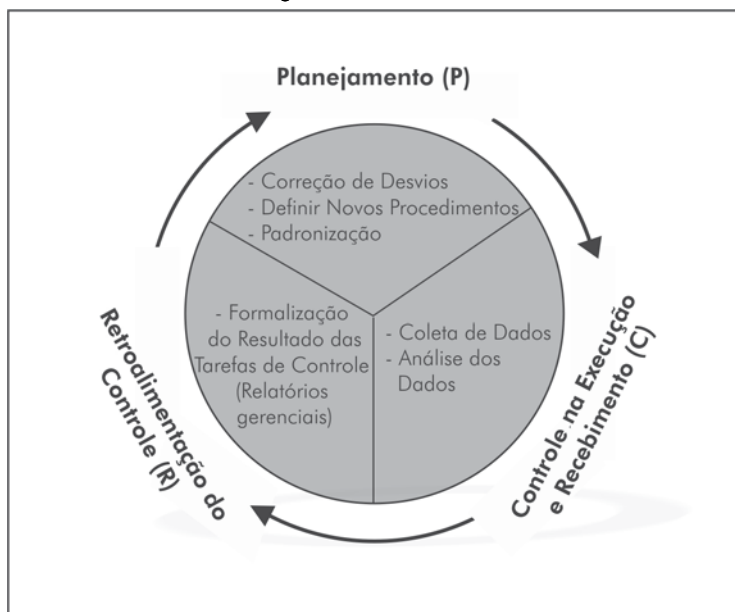 Planejamento (P)
- Correção de Desvios
- Definir Novos Procedimentos
- Padronização
- Coleta de Dados
- Análise dos
Dados
Controle na Execução
e Recebimento (C)
- Formalização
do Resultado das
Tarefas de Controle
(Relatórios
gerenciais)
Retroalimentação do
Controle (R)